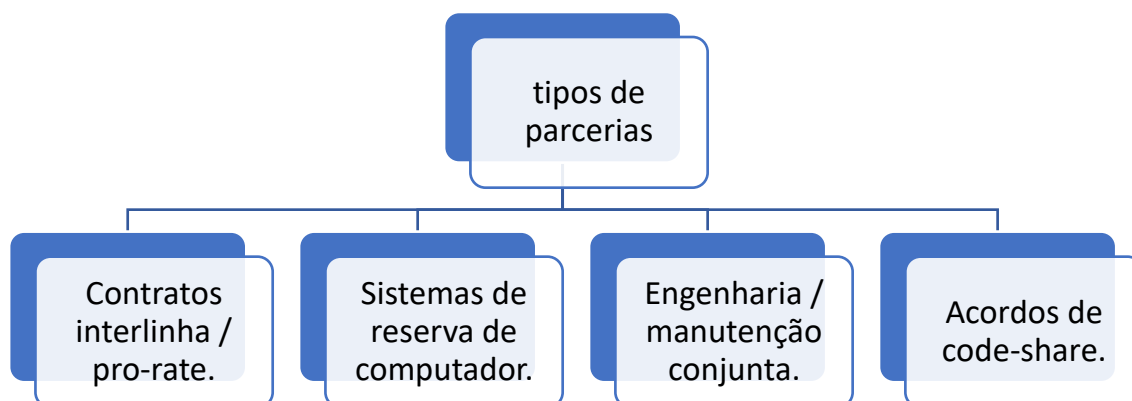 tipos de
parcerias
Contratos
interlinha /
pro-rate.
Sistemas de
reserva de
computador.
Engenharia /
manutenção
conjunta.
Acordos de
code-share.